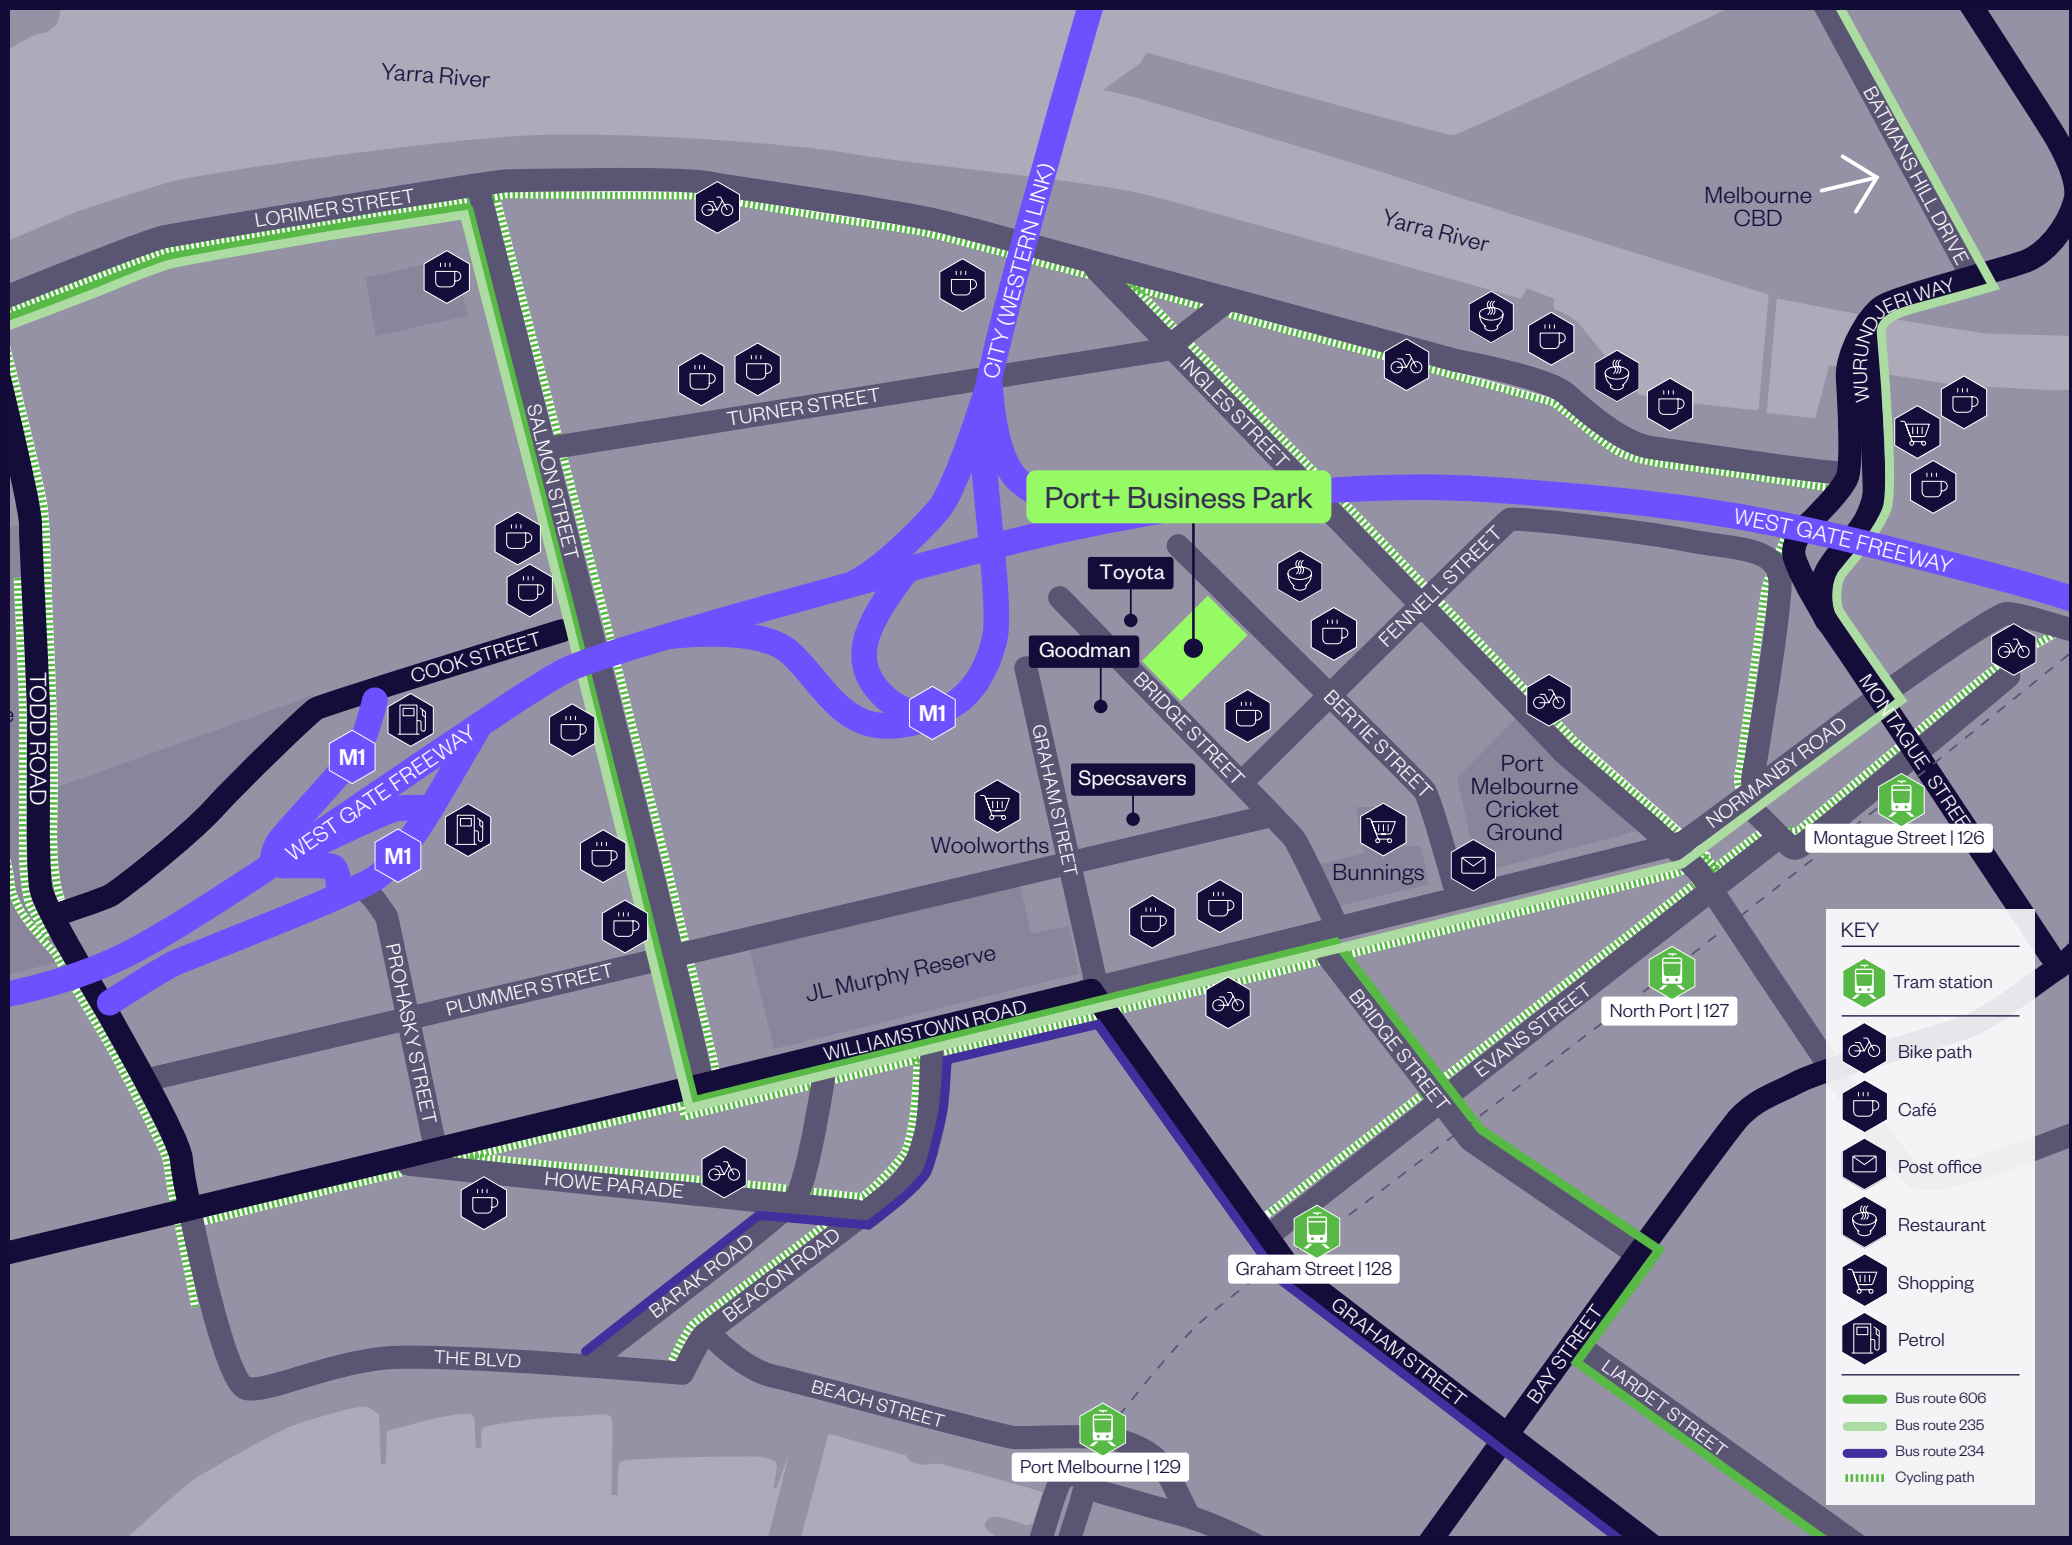 Yarra River
LORIMER STREET
CITY (WESTERN LINK)
Yarra River
Melbourne
CBD
BATMANS HILL DRIVE
WURUNDJERI WAY
TURNER STREET
INGLES STREET
SALMON STREET
Port+ Business Park
WEST GATE FREEWAY
Toyota
Goodman
FENNELL STREET
COOK STREET
TODD ROAD
M1
M1
M1
WEST GATE FREEWAY
BRIDGE STREET
BERTIE STREET
GRAHAM STREET
Specsavers
Woolworths
Port
Melbourne
Cricket
Ground
Bunnings
NORMANBY ROAD
MONTAGUE STREET
Montague Street | 126
PROHASKY STREET
PLUMMER STREET
JL Murphy Reserve
WILLIAMSTOWN ROAD
BRIDGE STREET
EVANS STREET
North Port | 127
HOWE PARADE
BARAK ROAD
BEACON ROAD
Graham Street | 128
GRAHAM STREET
BAY STREET
LIARDET STREET
THE BLVD
BEACH STREET
Port Melbourne | 129
KEY
Tram station
Bike path
Café
Post office
Restaurant
Shopping
Petrol
Bus route 606
Bus route 235
Bus route 234
Cycling path